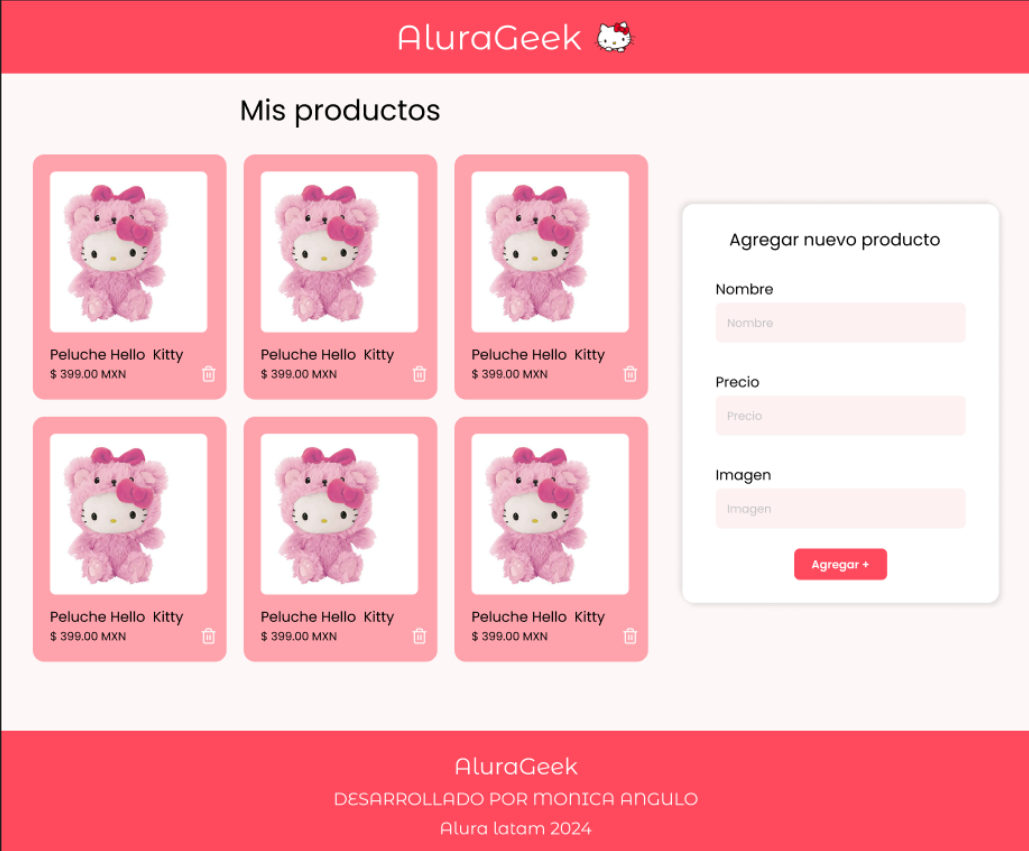 AluraGeek
Mis productos
Peluche Hello Kitty
$ 399.00 MXN
Peluche Hello Kitty
$ 399.00 MXN
Peluche Hello Kitty
$ 399.00 MXN
Peluche Hello Kitty
$ 399.00 MXN
Peluche Hello Kitty
$ 399.00 MXN
Peluche Hello Kitty
$ 399.00 MXN
Agregar nuevo producto
Nombre
Nombre
Precio
Precio
Imagen
Imagen
Agregar +
AluraGeek
DESARROLLADO POR MONICA ANGULO
Alura latam 2024